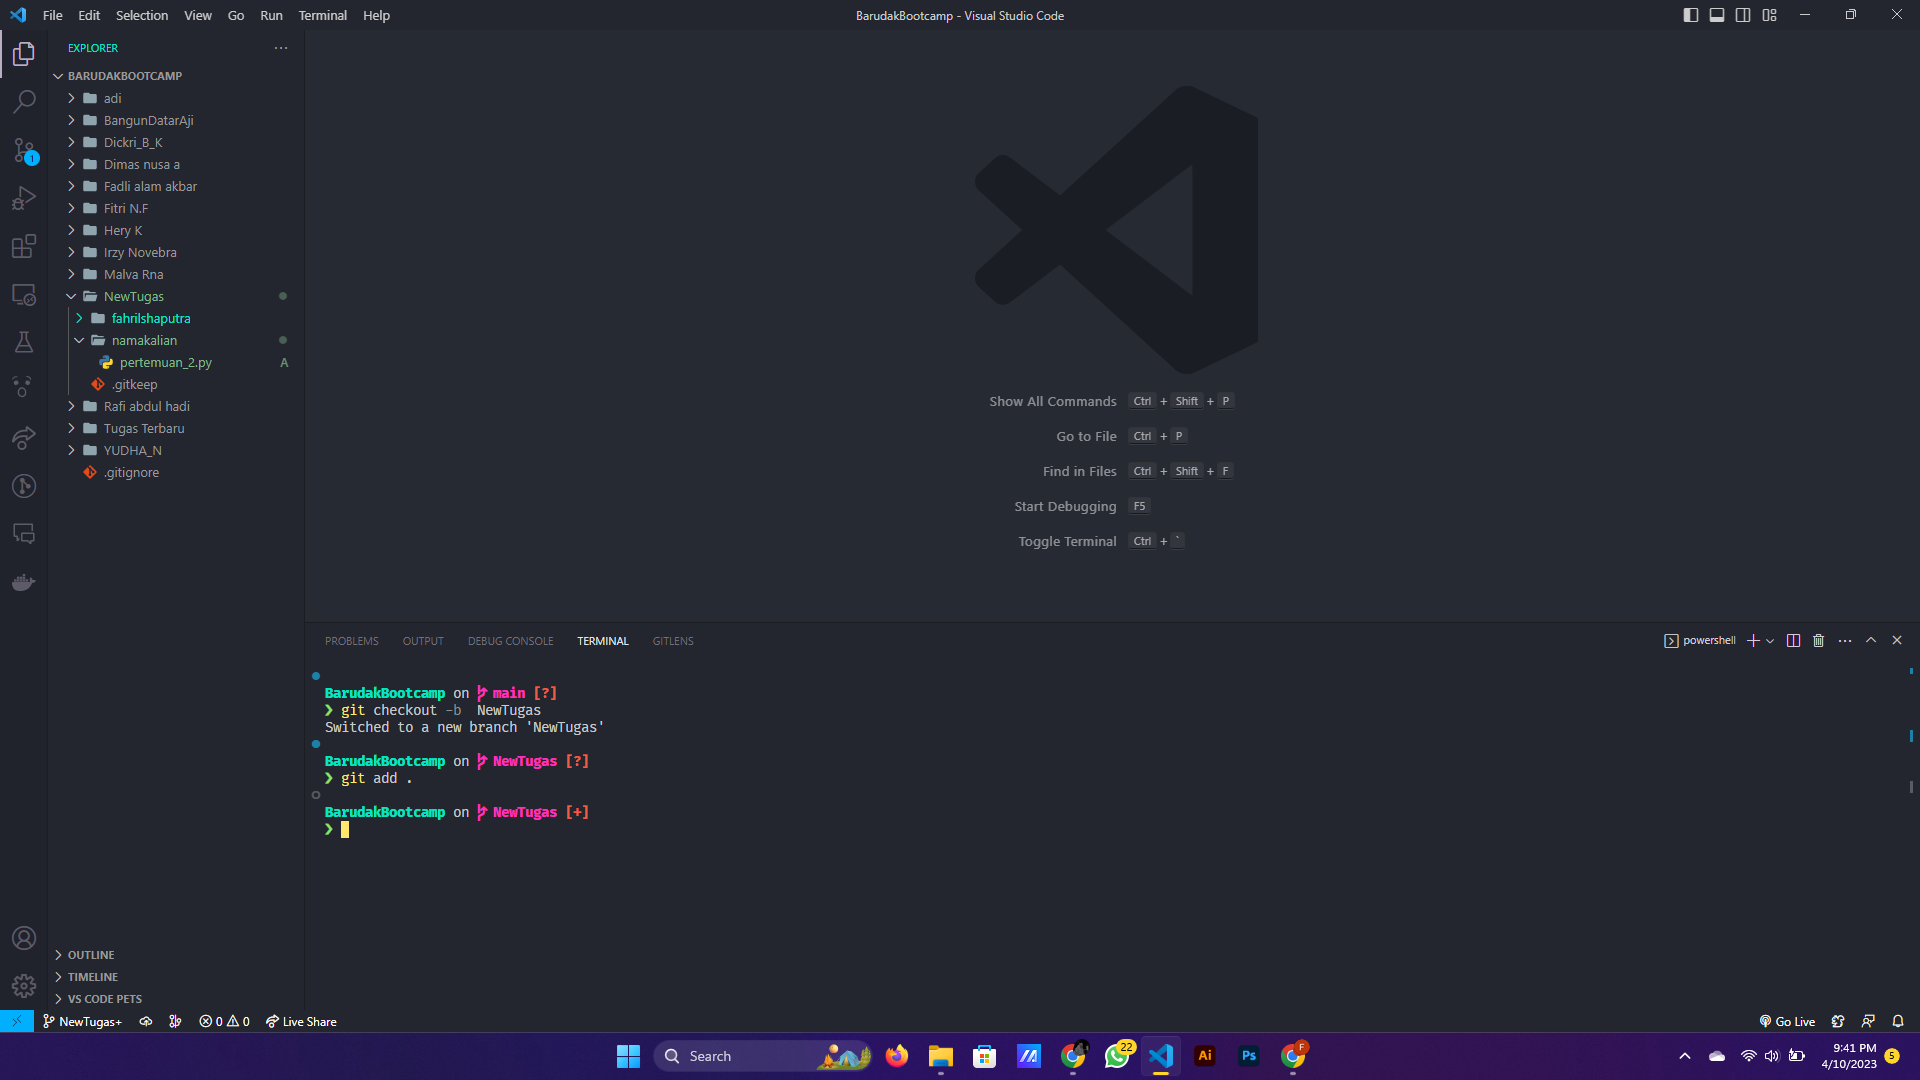 File Edit Selection View Go Run Terminal Help
BarudakBootcamp - Visual Studio Code
EXPLORER
BARUDAKBOOTCAMP
adi
BangunDatarAji
Dickri_B_K
Dimas nusa a
Fadli alam akbar
Fitri N.F
Hery K
Irzy Novebra
Malva Rna
NewTugas
fahrilshaputra
namakalian
pertemuan_2.py A
.gitkeep
Rafi abdul hadi
Tugas Terbaru
YUDHA_N
.gitignore
1
Show All Commands Ctrl + Shift + P
Go to File Ctrl + P
Find in Files Ctrl + Shift + F
Start Debugging F5
Toggle Terminal Ctrl + `
PROBLEMS OUTPUT DEBUG CONSOLE TERMINAL GITLENS
powershell
BarudakBootcamp on main [?]
❯ git checkout -b  NewTugas
Switched to a new branch 'NewTugas'
BarudakBootcamp on NewTugas [?]
❯ git add .
BarudakBootcamp on NewTugas [+]
❯
OUTLINE
TIMELINE
VS CODE PETS
NewTugas+ 0 0 Live Share
Go Live
Search
22
Ai
Ps
F
9:41 PM
4/10/2023
5